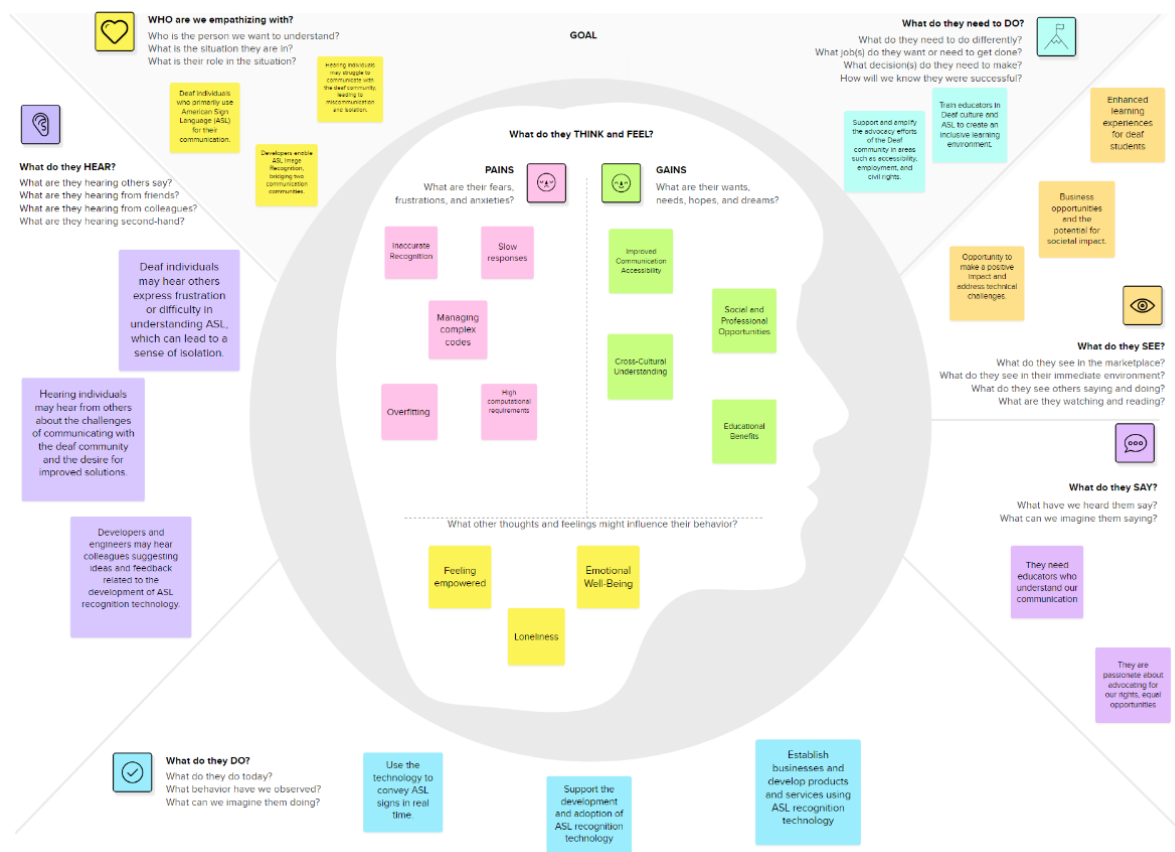 WHO are we empathizing with?
Who is the person we want to understand?
What is the situation they are in?
What is their role in the situation?
Deaf individuals
who primarily use
American Sign
Language (ASL)
for their
communication.
Hearing individuals
may struggle to
communicate with
the deaf community,
leading to
miscommunication
and isolation.
Developers enable
ASL Image
Recognition,
bridging two
communication
communities.
GOAL
What do they need to DO?
What do they need to do differently?
What job(s) do they want or need to get done?
What decision(s) do they need to make?
How will we know they were successful?
Support and amplify
the advocacy efforts
of the Deaf
community in areas
such as accessibility,
employment, and
civil rights.
Train educators in
Deaf culture and
ASL to create an
inclusive learning
environment.
Enhanced
learning
experiences for
deaf
students
Business
opportunities
and the
potential for
societal impact.
Opportunity to
make a positive
impact and
address technical
challenges.
What do they SEE?
What do they see in the marketplace?
What do they see in their immediate environment?
What do they see others saying and doing?
What are they watching and reading?
What do they SAY?
What have we heard them say?
What can we imagine them saying?
They need
educators who
understand our
communication
They are
passionate about
advocating for
our rights, equal
opportunities
What do they HEAR?
What are they hearing others say?
What are they hearing from friends?
What are they hearing from colleagues?
What are they hearing second-hand?
Deaf individuals
may hear others
express frustration
or difficulty in
understanding ASL,
which can lead to a
sense of isolation.
Hearing individuals
may hear from others
about the challenges
of communicating with
the deaf community
and the desire for
improved solutions.
Developers and
engineers may hear
colleagues suggesting
ideas and feedback
related to the
development of ASL
recognition technology.
What do they THINK and FEEL?
PAINS
What are their fears,
frustrations, and anxieties?
Inaccurate
Recognition
Slow
responses
Managing
complex
codes
Overfitting
High
computational
requirements
GAINS
What are their wants,
needs, hopes, and dreams?
Improved
Communication
Accessibility
Social and
Professional
Opportunities
Cross-Cultural
Understanding
Educational
Benefits
What other thoughts and feelings might influence their behavior?
Feeling
empowered
Emotional
Well-Being
Loneliness
What do they DO?
What do they do today?
What behavior have we observed?
What can we imagine them doing?
Use the
technology to
convey ASL
signs in real
time.
Support the
development
and adoption of
ASL recognition
technology
Establish
businesses and
develop products
and services using
ASL recognition
technology